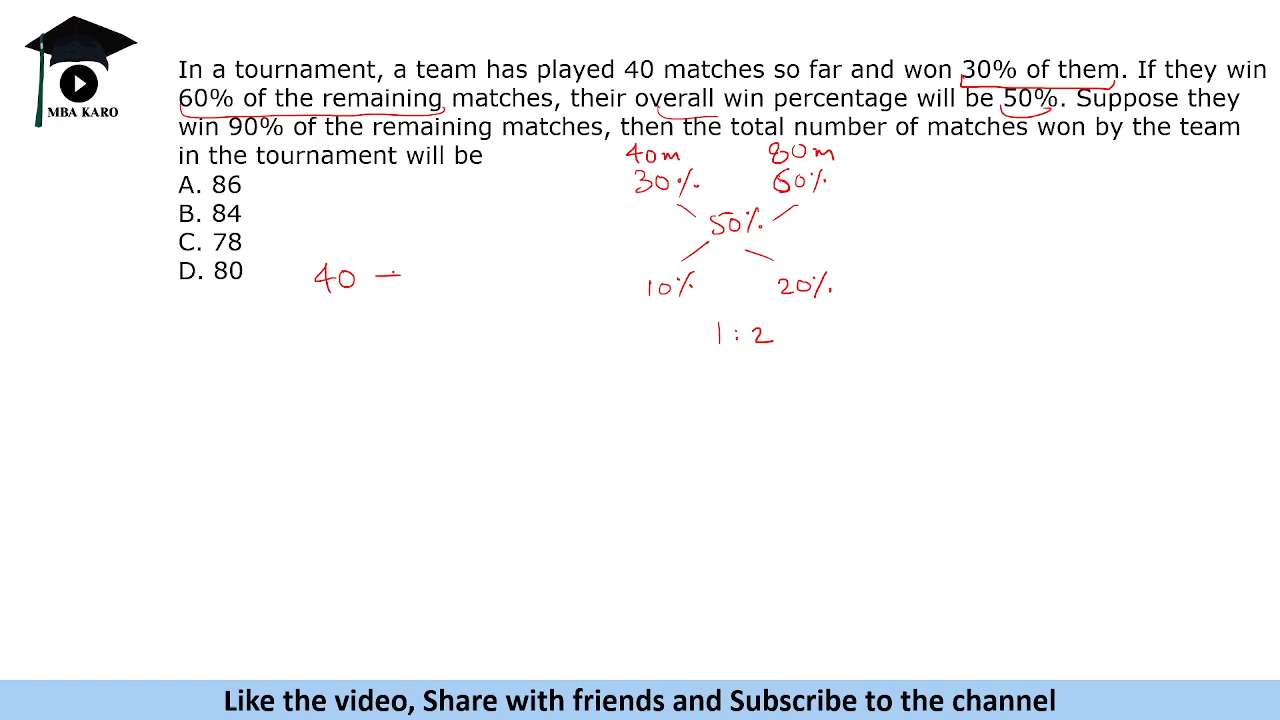 MBA KARO
In a tournament, a team has played 40 matches so far and won 30% of them. If they win
60% of the remaining matches, their overall win percentage will be 50%. Suppose they
win 90% of the remaining matches, then the total number of matches won by the team
in the tournament will be
40m 80m
A. 86
30% 60%
B. 84
50%
C. 78
D. 80
40 -
10% 20%
1 : 2
Like the video, Share with friends and Subscribe to the channel